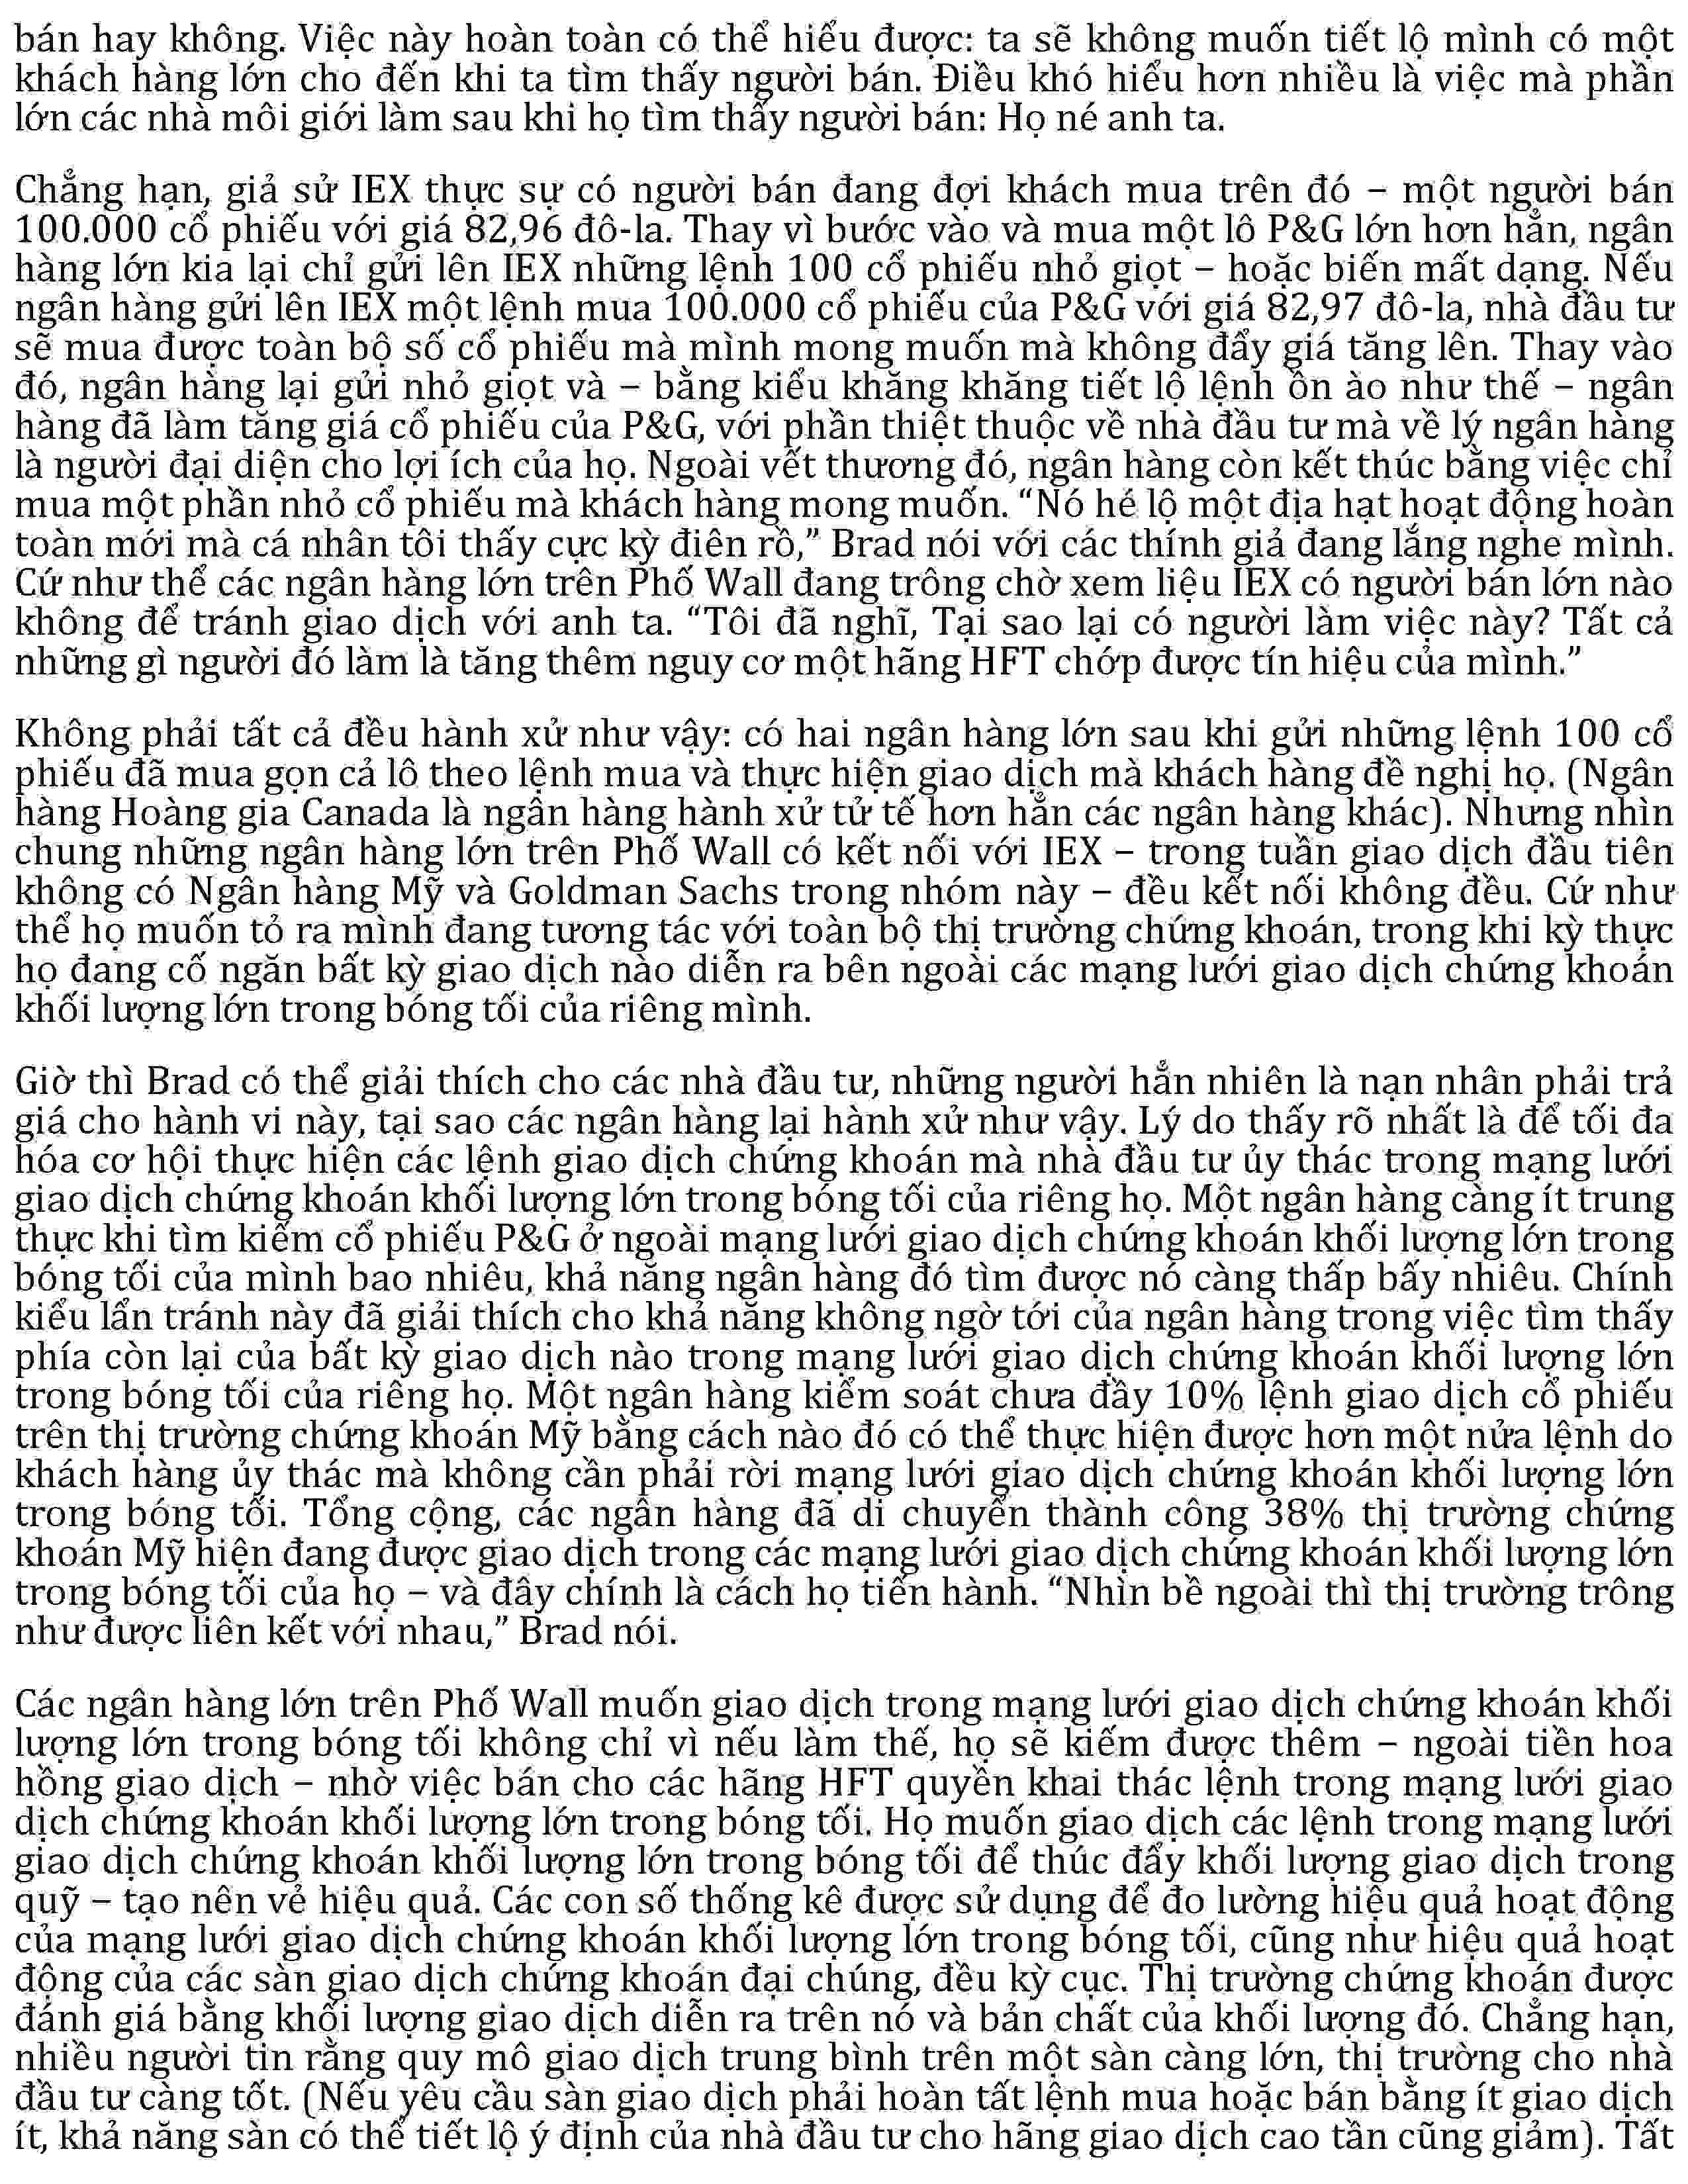 bán hay không. Việc này hoàn toàn có thể hiểu được: ta sẽ không muốn tiết lộ mình có một
khách hàng lớn cho đến khi ta tìm thấy người bán. Điều khó hiểu hơn nhiều là việc mà phần
lớn các nhà môi giới làm sau khi họ tìm thấy người bán: Họ né anh ta.
Chẳng hạn, giả sử IEX thực sự có người bán đang đợi khách mua trên đó – một người bán
100.000 cổ phiếu với giá 82,96 đô-la. Thay vì bước vào và mua một lô P&G lớn hơn hẳn, ngân
hàng lớn kia lại chỉ gửi lên IEX những lệnh 100 cổ phiếu nhỏ giọt – hoặc biến mất dạng. Nếu
ngân hàng gửi lên IEX một lệnh mua 100.000 cổ phiếu của P&G với giá 82,97 đô-la, nhà đầu tư
sẽ mua được toàn bộ số cổ phiếu mà mình mong muốn mà không đẩy giá tăng lên. Thay vào
đó, ngân hàng lại gửi nhỏ giọt và – bằng kiểu khăng khăng tiết lộ lệnh ồn ào như thế – ngân
hàng đã làm tăng giá cổ phiếu của P&G, với phần thiệt thuộc về nhà đầu tư mà về lý ngân hàng
là người đại diện cho lợi ích của họ. Ngoài vết thương đó, ngân hàng còn kết thúc bằng việc chỉ
mua một phần nhỏ cổ phiếu mà khách hàng mong muốn. “Nó hé lộ một địa hạt hoạt động hoàn
toàn mới mà cá nhân tôi thấy cực kỳ điên rồ,” Brad nói với các thính giả đang lắng nghe mình.
Cứ như thể các ngân hàng lớn trên Phố Wall đang trông chờ xem liệu IEX có người bán lớn nào
không để tránh giao dịch với anh ta. “Tôi đã nghĩ, Tại sao lại có người làm việc này? Tất cả
những gì người đó làm là tăng thêm nguy cơ một hãng HFT chớp được tín hiệu của mình.”
Không phải tất cả đều hành xử như vậy: có hai ngân hàng lớn sau khi gửi những lệnh 100 cổ
phiếu đã mua gọn cả lô theo lệnh mua và thực hiện giao dịch mà khách hàng đề nghị họ. (Ngân
hàng Hoàng gia Canada là ngân hàng hành xử tử tế hơn hẳn các ngân hàng khác). Nhưng nhìn
chung những ngân hàng lớn trên Phố Wall có kết nối với IEX – trong tuần giao dịch đầu tiên
không có Ngân hàng Mỹ và Goldman Sachs trong nhóm này – đều kết nối không đều. Cứ như
thể họ muốn tỏ ra mình đang tương tác với toàn bộ thị trường chứng khoán, trong khi kỳ thực
họ đang cố ngăn bất kỳ giao dịch nào diễn ra bên ngoài các mạng lưới giao dịch chứng khoán
khối lượng lớn trong bóng tối của riêng mình.
Giờ thì Brad có thể giải thích cho các nhà đầu tư, những người hẳn nhiên là nạn nhân phải trả
giá cho hành vi này, tại sao các ngân hàng lại hành xử như vậy. Lý do thấy rõ nhất là để tối đa
hóa cơ hội thực hiện các lệnh giao dịch chứng khoán mà nhà đầu tư ủy thác trong mạng lưới
giao dịch chứng khoán khối lượng lớn trong bóng tối của riêng họ. Một ngân hàng càng ít trung
thực khi tìm kiếm cổ phiếu P&G ở ngoài mạng lưới giao dịch chứng khoán khối lượng lớn trong
bóng tối của mình bao nhiêu, khả năng ngân hàng đó tìm được nó càng thấp bấy nhiêu. Chính
kiểu lẩn tránh này đã giải thích cho khả năng không ngờ tới của ngân hàng trong việc tìm thấy
phía còn lại của bất kỳ giao dịch nào trong mạng lưới giao dịch chứng khoán khối lượng lớn
trong bóng tối của riêng họ. Một ngân hàng kiểm soát chưa đầy 10% lệnh giao dịch cổ phiếu
trên thị trường chứng khoán Mỹ bằng cách nào đó có thể thực hiện được hơn một nửa lệnh do
khách hàng ủy thác mà không cần phải rời mạng lưới giao dịch chứng khoán khối lượng lớn
trong bóng tối. Tổng cộng, các ngân hàng đã di chuyển thành công 38% thị trường chứng
khoán Mỹ hiện đang được giao dịch trong các mạng lưới giao dịch chứng khoán khối lượng lớn
trong bóng tối của họ – và đây chính là cách họ tiến hành. “Nhìn bề ngoài thì thị trường trông
như được liên kết với nhau,” Brad nói.
Các ngân hàng lớn trên Phố Wall muốn giao dịch trong mạng lưới giao dịch chứng khoán khối
lượng lớn trong bóng tối không chỉ vì nếu làm thế, họ sẽ kiếm được thêm – ngoài tiền hoa
hồng giao dịch – nhờ việc bán cho các hãng HFT quyền khai thác lệnh trong mạng lưới giao
dịch chứng khoán khối lượng lớn trong bóng tối. Họ muốn giao dịch các lệnh trong mạng lưới
giao dịch chứng khoán khối lượng lớn trong bóng tối để thúc đẩy khối lượng giao dịch trong
quỹ – tạo nên vẻ hiệu quả. Các con số thống kê được sử dụng để đo lường hiệu quả hoạt động
của mạng lưới giao dịch chứng khoán khối lượng lớn trong bóng tối, cũng như hiệu quả hoạt
động của các sàn giao dịch chứng khoán đại chúng, đều kỳ cục. Thị trường chứng khoán được
đánh giá bằng khối lượng giao dịch diễn ra trên nó và bản chất của khối lượng đó. Chẳng hạn,
nhiều người tin rằng quy mô giao dịch trung bình trên một sàn càng lớn, thị trường cho nhà
đầu tư càng tốt. (Nếu yêu cầu sàn giao dịch phải hoàn tất lệnh mua hoặc bán bằng ít giao dịch
ít, khả năng sàn có thể tiết lộ ý định của nhà đầu tư cho hãng giao dịch cao tần cũng giảm). Tất